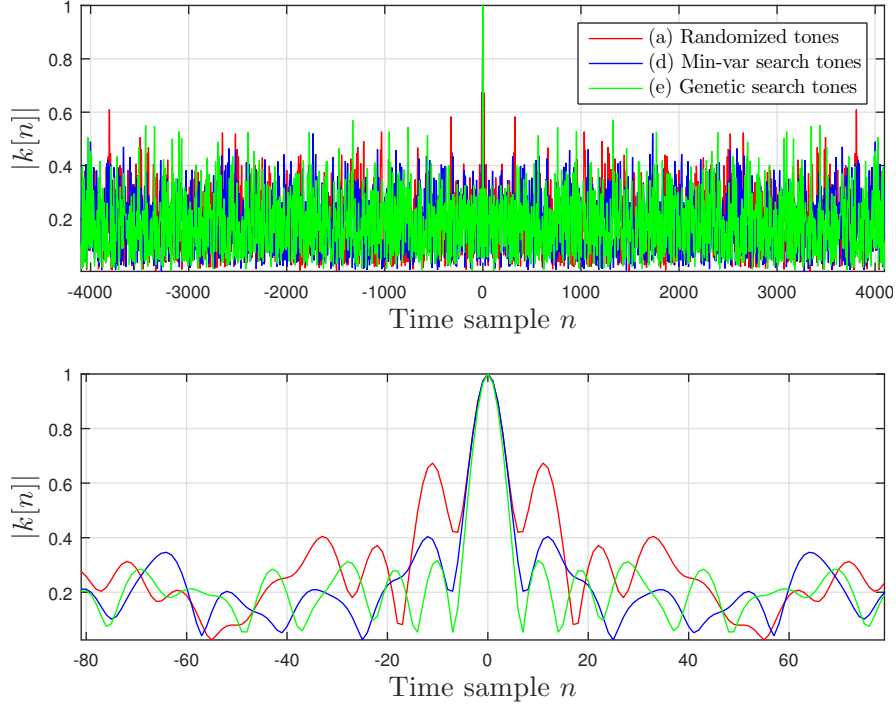 1
0.8
0.6
0.4
0.2
|k[n]|
(a) Randomized tones
(d) Min-var search tones
(e) Genetic search tones
-4000 -3000 -2000 -1000 0 1000 2000 3000 4000
Time sample n
1
0.8
0.6
0.4
0.2
|k[n]|
-80 -60 -40 -20 0 20 40 60
Time sample n